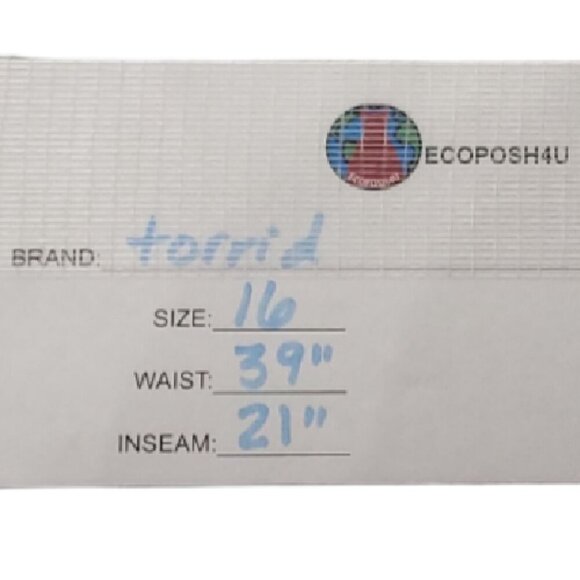 ECOPOSH4U
BRAND: torrid
SIZE: 16
WAIST: 39"
INSEAM: 21"